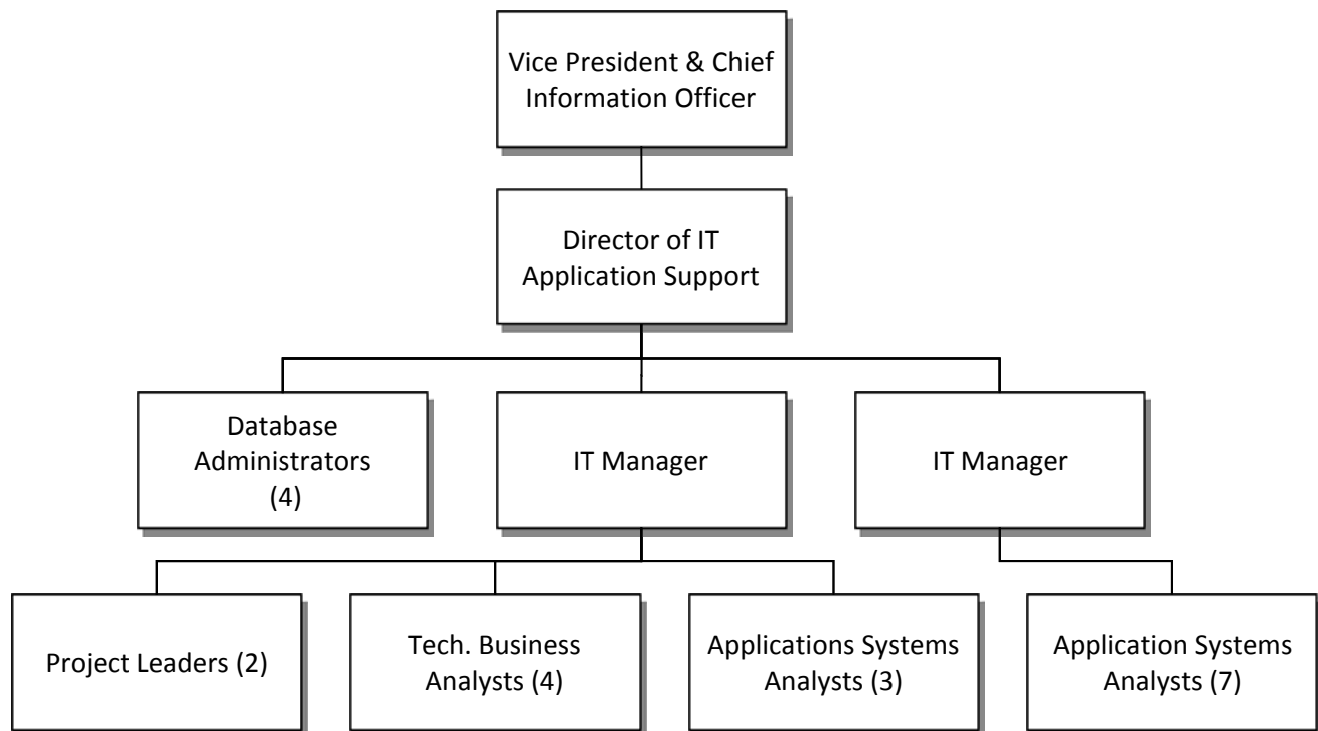 Vice President & Chief
Information Officer
Director of IT
Application Support
Database
Administrators
(4)
IT Manager
IT Manager
Project Leaders (2)
Tech. Business
Analysts (4)
Applications Systems
Analysts (3)
Application Systems
Analysts (7)